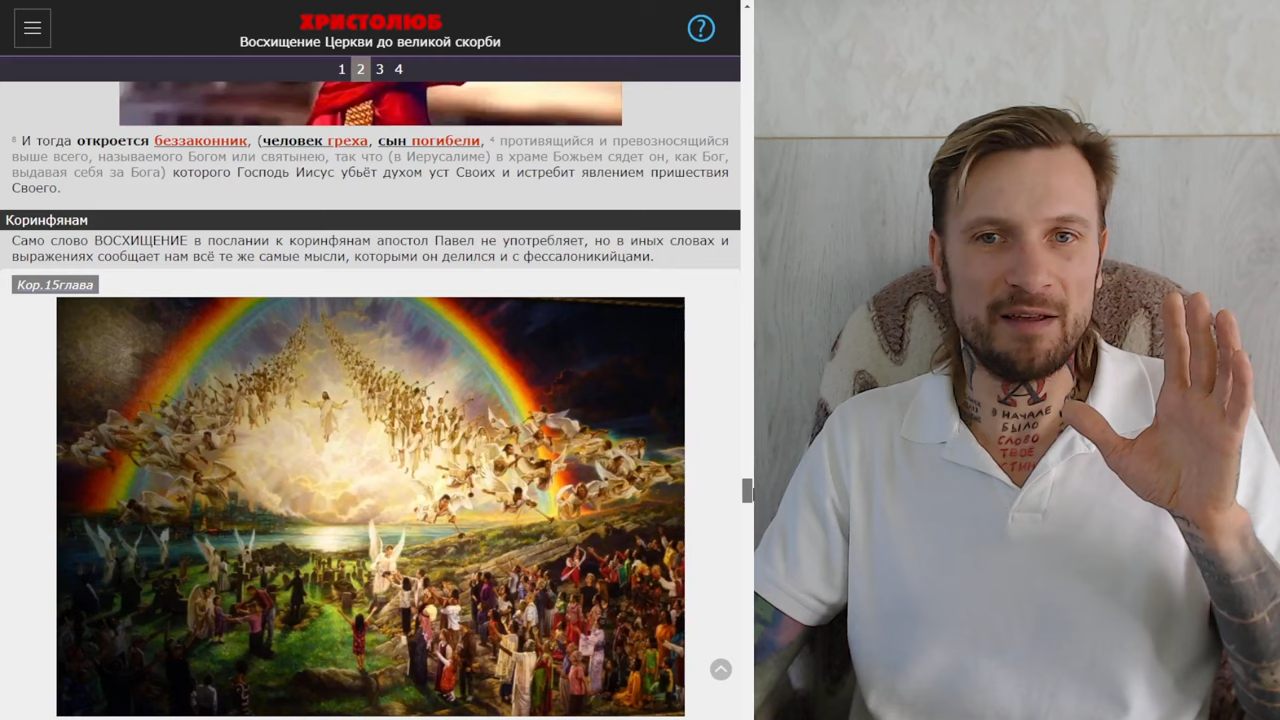 ХРИСТОЛЮБ
Восхищение Церкви до великой скорби
?
1 2 3 4
8 И тогда откроется беззаконник, (человек греха, сын погибели, 4 противящийся и превозносящийся
выше всего, называемого Богом или святынею, так что (в Иерусалиме) в храме Божьем сядет он, как Бог,
выдавая себя за Бога) которого Господь Иисус убьёт духом уст Своих и истребит явлением пришествия
Своего.
Коринфянам
Само слово ВОСХИЩЕНИЕ в послании к коринфянам апостол Павел не употребляет, но в иных словах и
выражениях сообщает нам всё те же самые мысли, которыми он делился и с фессалоникийцами.
Кор.15глава
В НАЧАЛЕ
БЫЛО
СЛОВО
ТВОЕ